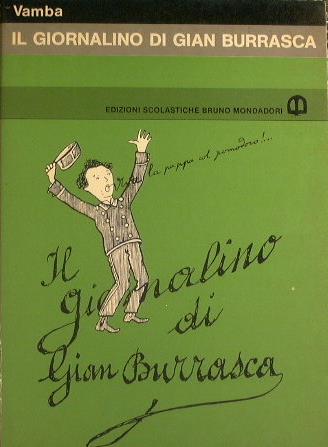 Vamba
IL GIORNALINO DI GIAN BURRASCA
EDIZIONI SCOLASTICHE BRUNO MONDADORI
Viva la pappa col pomodoro!...
Il
giornalino
di
Gian Burrasca